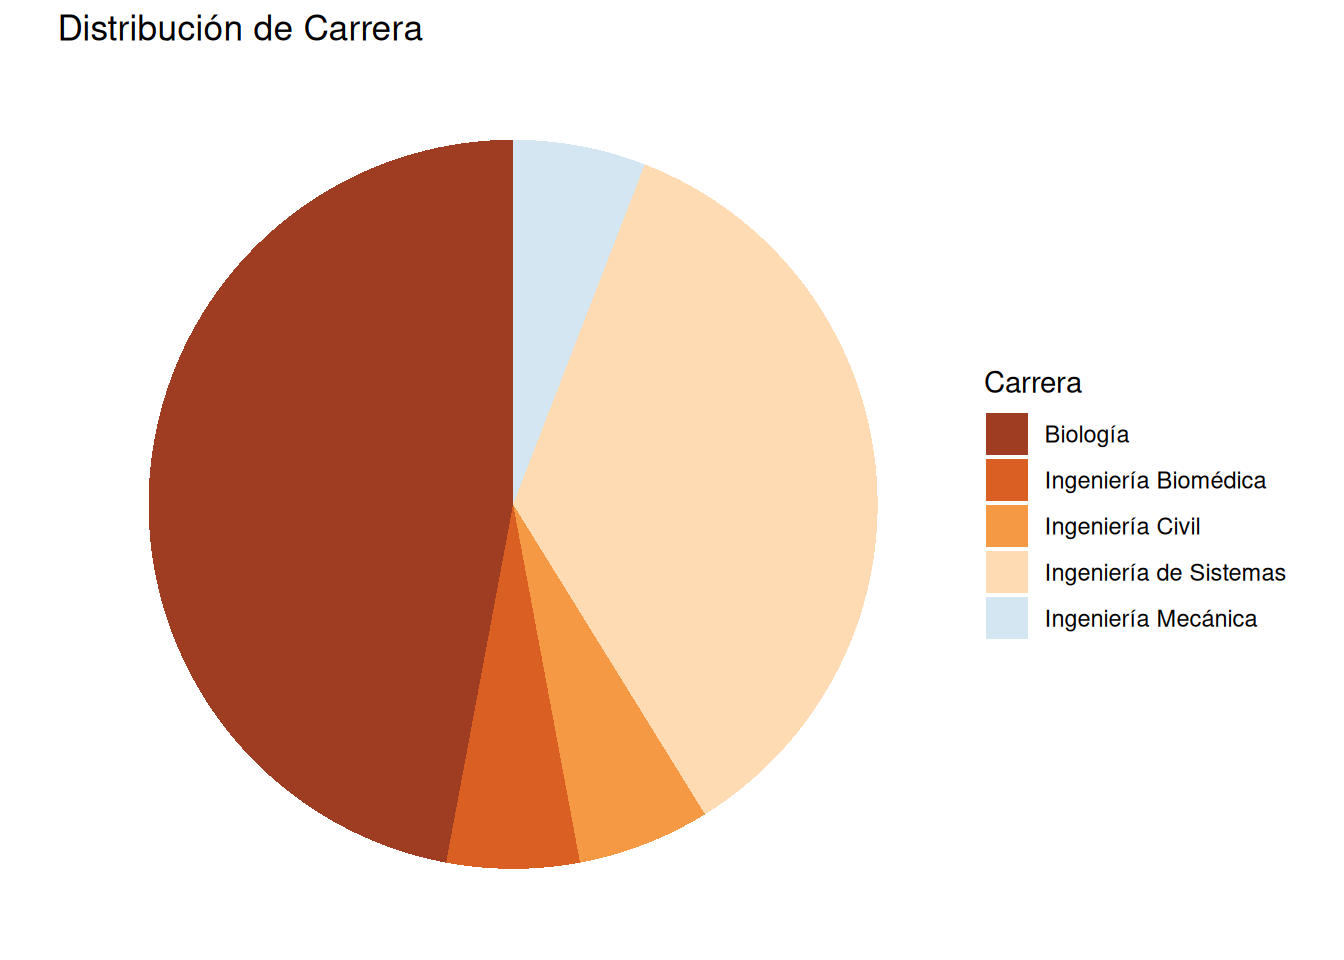 Distribución de Carrera
Carrera
Biología
Ingeniería Biomédica
Ingeniería Civil
Ingeniería de Sistemas
Ingeniería Mecánica